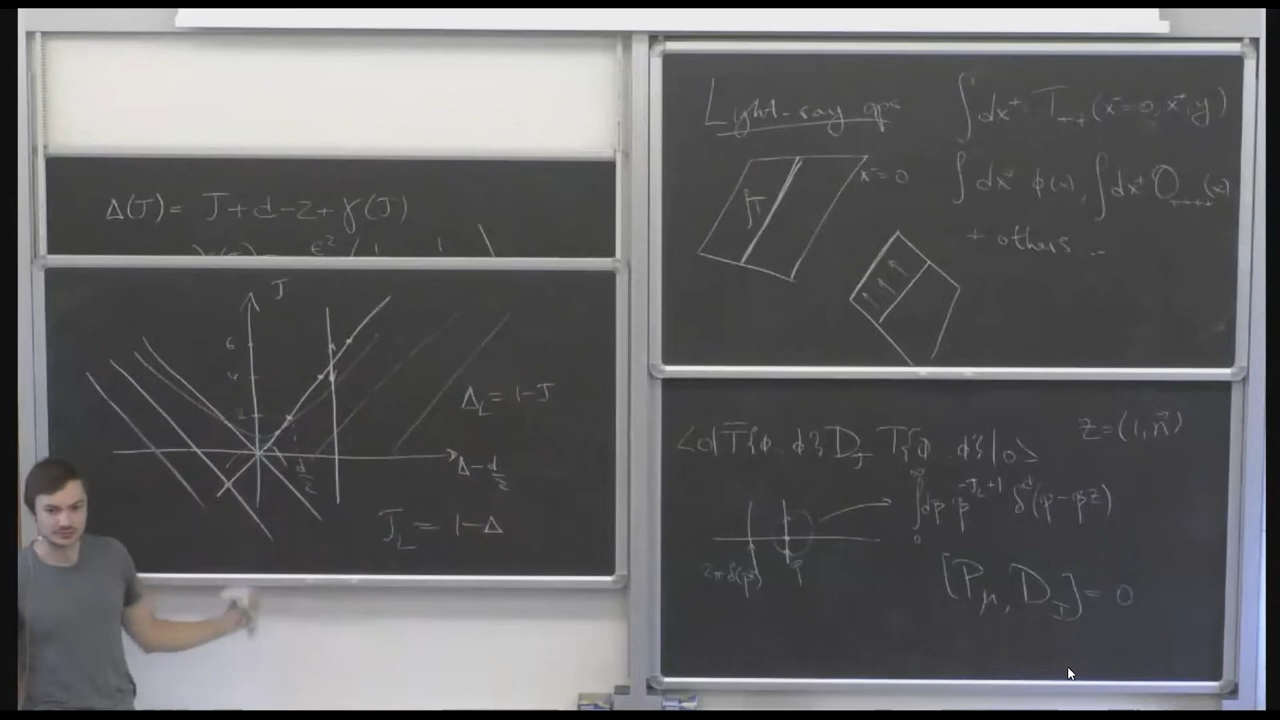 Δ(J) = J+d-2+γ(J)
J
6
4
2
d/2
Δ-d/2
Δ_L = 1-J
J_L = 1-Δ
Light-ray ops
∫dx⁺ T₊₊(x⁻=0, x⁺, y)
x⁻=0
∫T
∫dx⁺ φ(x), ∫dx⁺ O₊₊₊₊(x)
+ others...
<0|T̄{φ..φ}D_J T{φ..φ}|0>
z=(1,n⃗)
∫₀^∞ dβ β^{-J_L+1} δ^d(p-βz)
2πδ(p²)
[P_μ, D_J] = 0